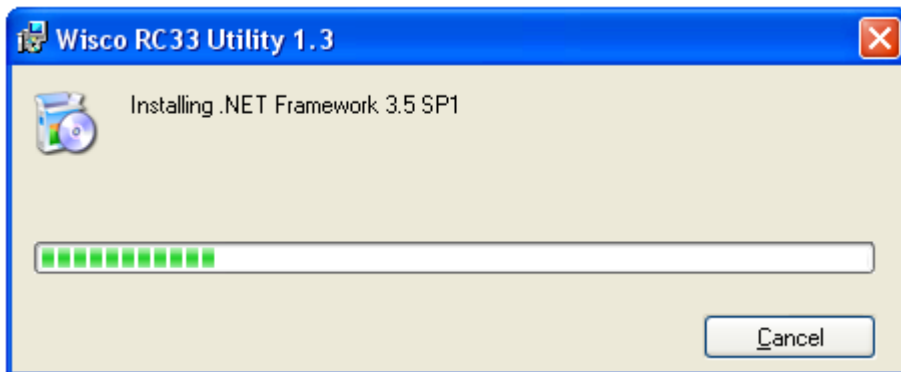 Wisco RC33 Utility 1.3
Installing .NET Framework 3.5 SP1
Cancel